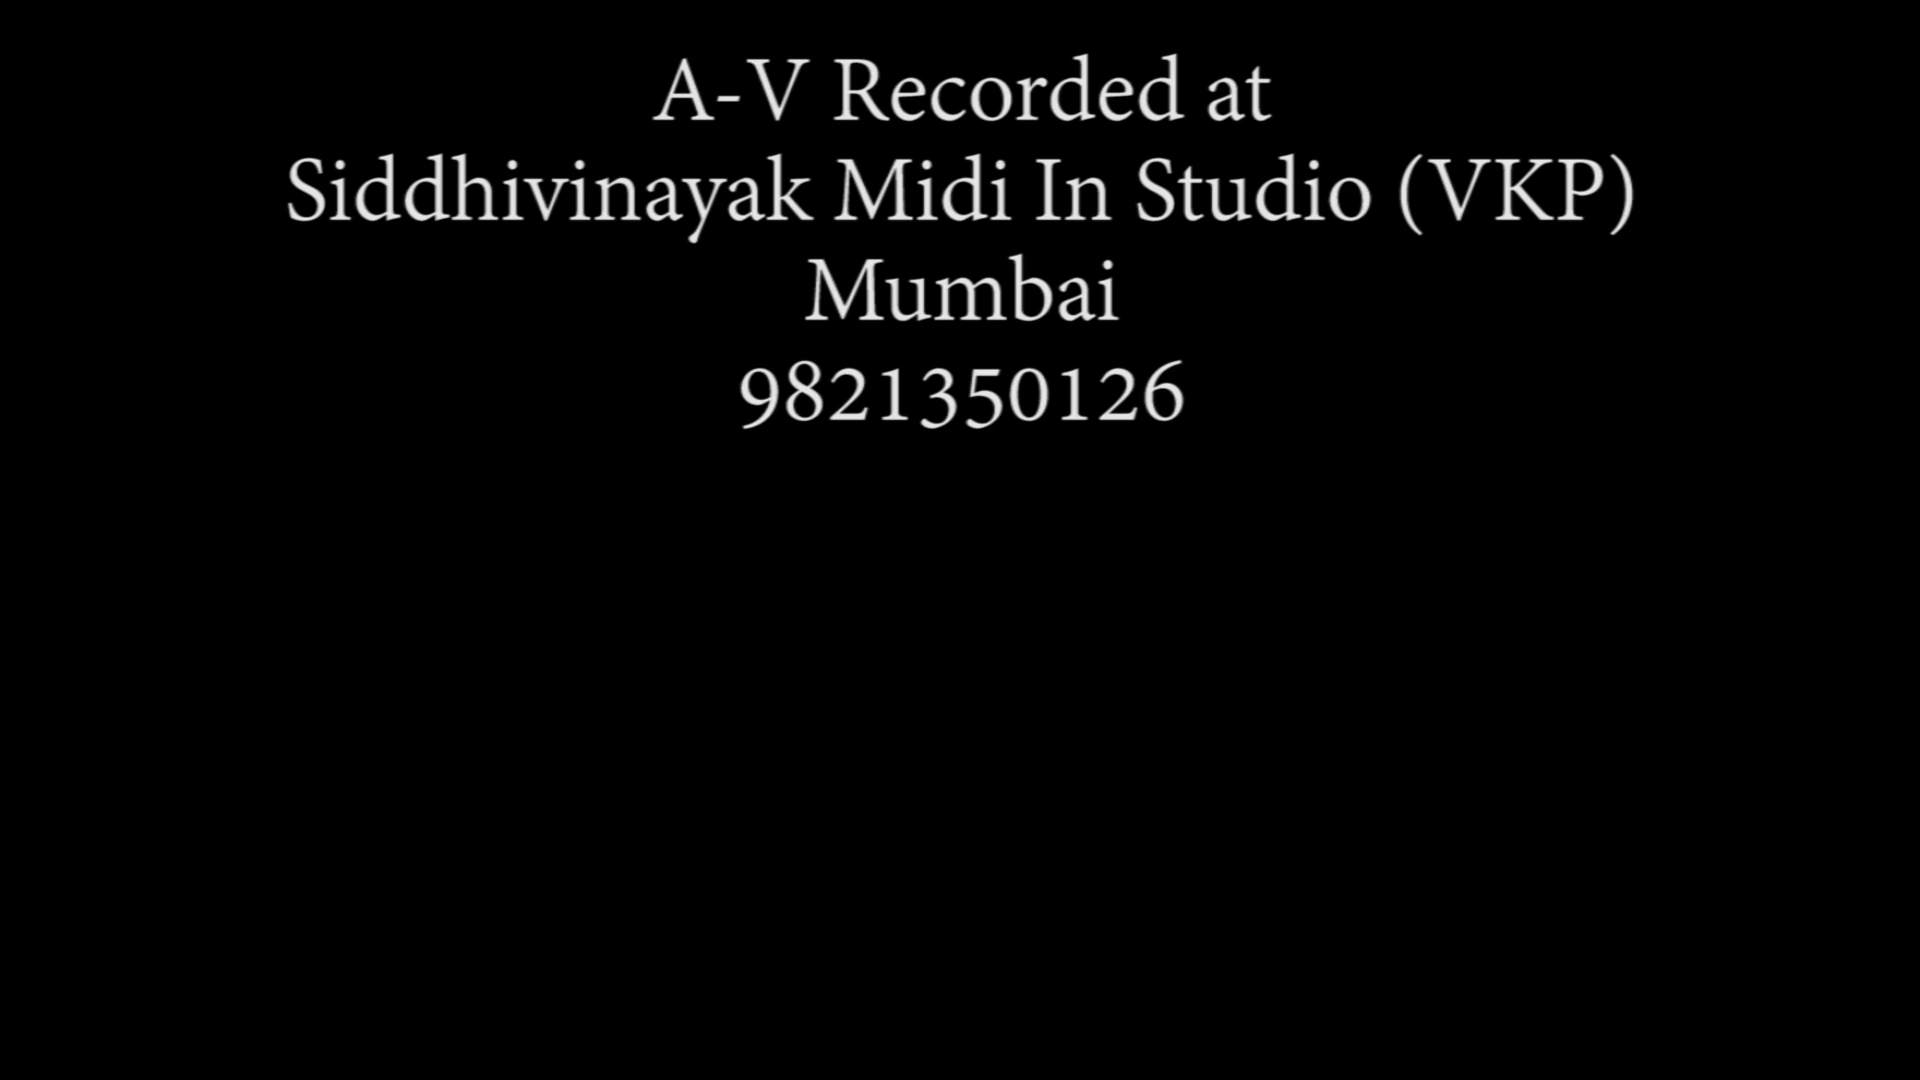 A-V Recorded at
Siddhivinayak Midi In Studio (VKP)
Mumbai
9821350126